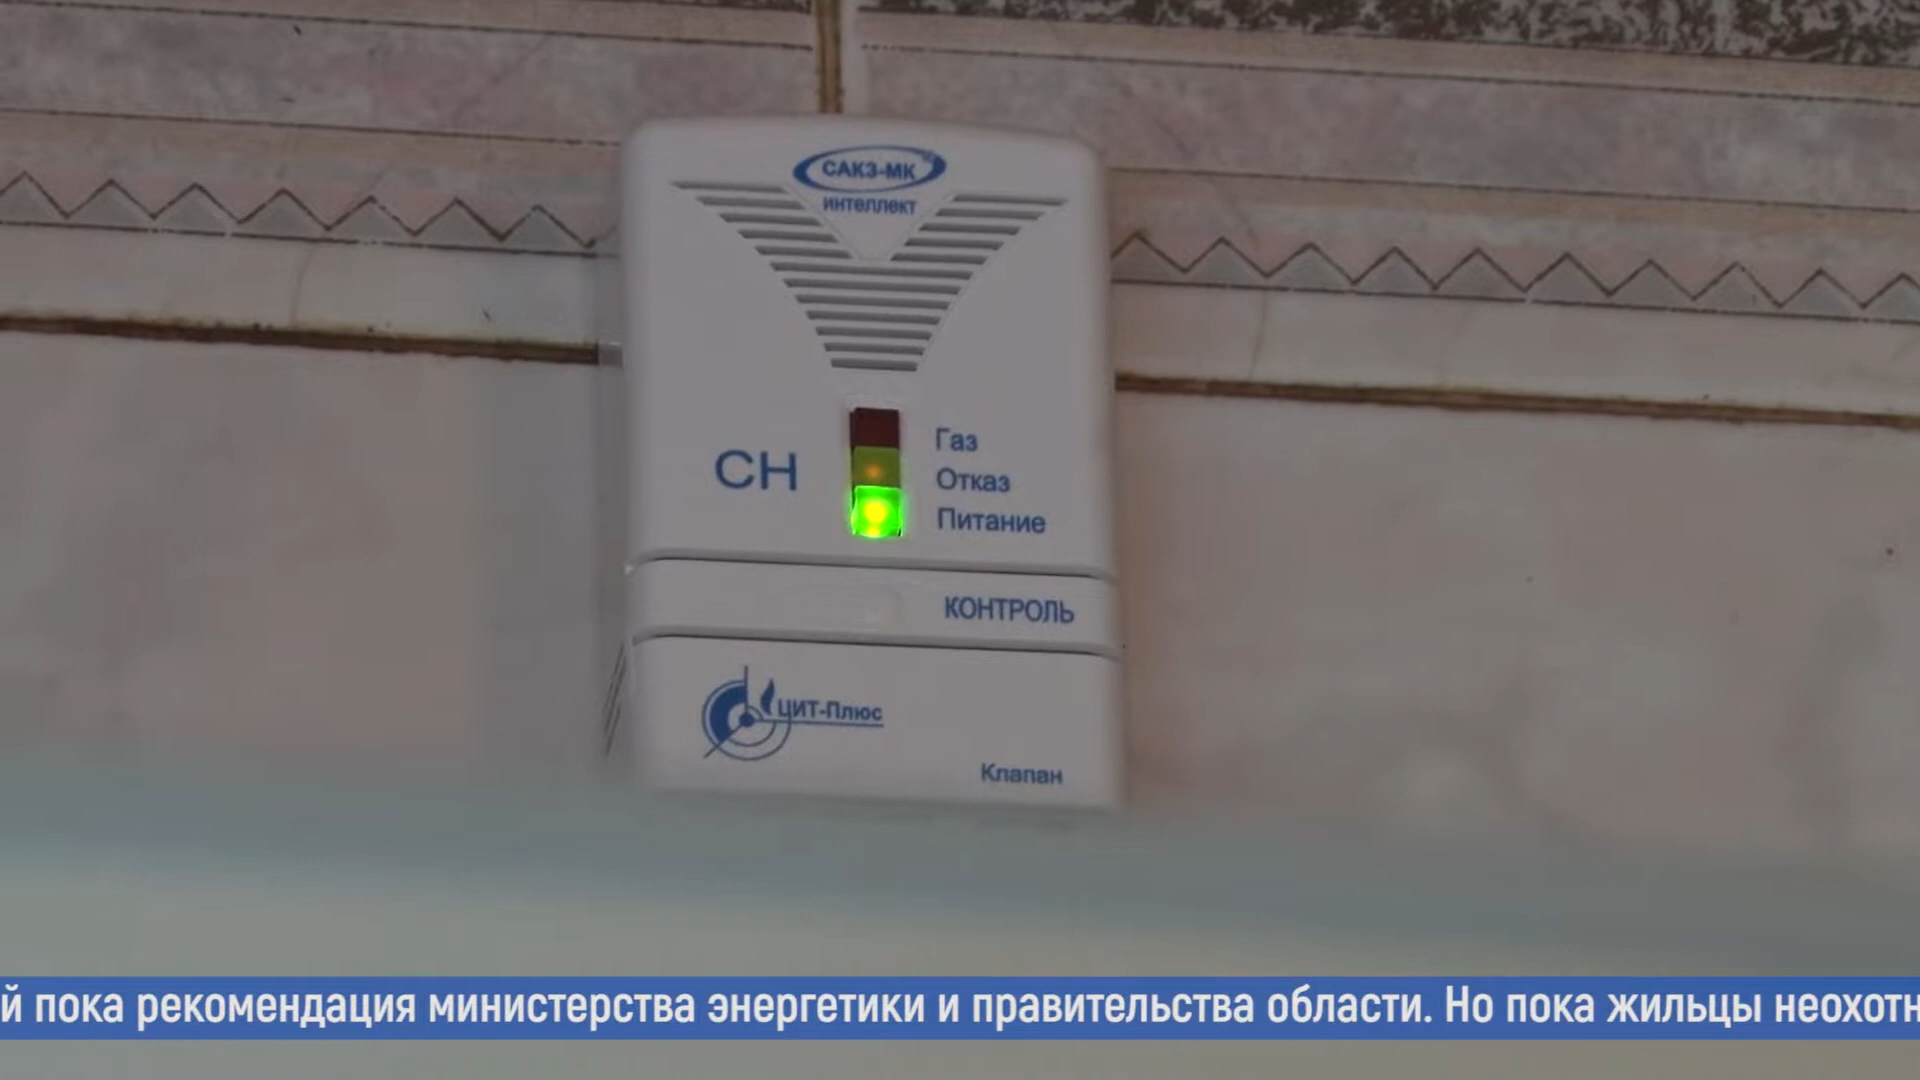 САКЗ-МК
интеллект
CH
Газ
Отказ
Питание
КОНТРОЛЬ
ЦИТ-Плюс
Клапан
й пока рекомендация министерства энергетики и правительства области. Но пока жильцы неохотн